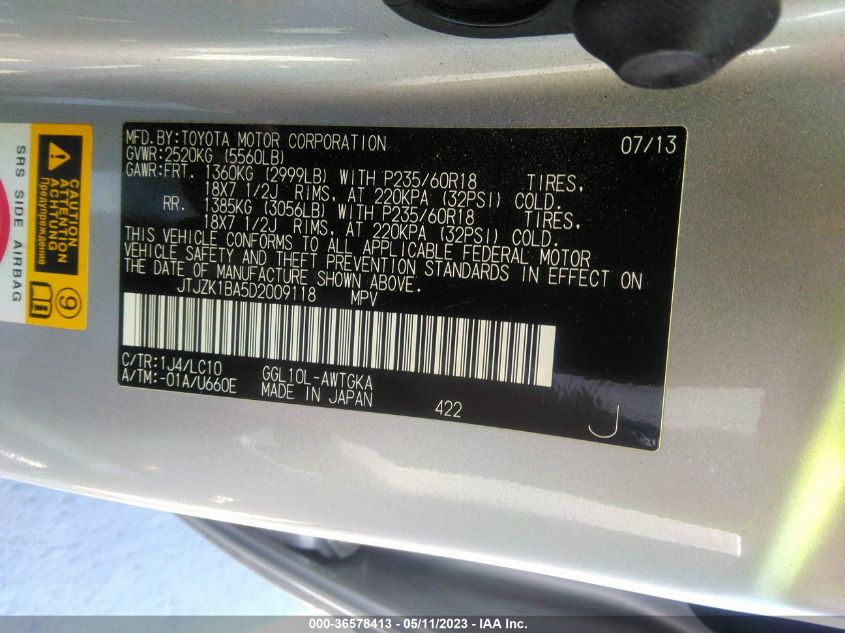 MFD.BY:TOYOTA MOTOR CORPORATION 07/13
GVWR:2520KG (5560LB)
GAWR:FRT. 1360KG (2999LB) WITH P235/60R18 TIRES,
18X7 1/2J RIMS, AT 220KPA (32PSI) COLD.
RR. 1385KG (3056LB) WITH P235/60R18 TIRES,
18X7 1/2J RIMS, AT 220KPA (32PSI) COLD.
THIS VEHICLE CONFORMS TO ALL APPLICABLE FEDERAL MOTOR
VEHICLE SAFETY AND THEFT PREVENTION STANDARDS IN EFFECT ON
THE DATE OF MANUFACTURE SHOWN ABOVE.
JTJZK1BA5D2009118 MPV
C/TR:1J4/LC10 GGL10L-AWTGKA
A/TM:-01A/U660E MADE IN JAPAN
422 J
CAUTION
ACHTUNG
Предупреждение
9
SRS SIDE AIRBAG
000-36578413 - 05/11/2023 - IAA Inc.